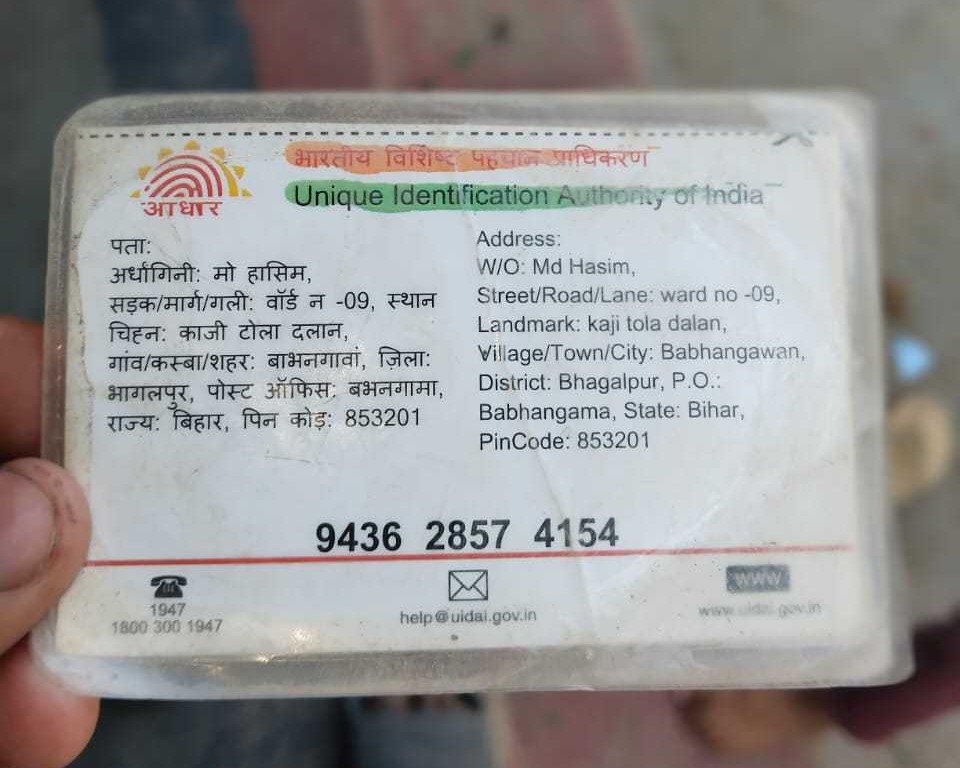 भारतीय विशिष्ट पहचान प्राधिकरण
Unique Identification Authority of India
आधार
पता:
अर्धांगिनी: मो हासिम,
सड़क/मार्ग/गली: वॉर्ड न -09, स्थान
चिह्न: काजी टोला दलान,
गांव/कस्बा/शहर: बाभनगावां, ज़िला:
भागलपुर, पोस्ट ऑफिस: बभनगामा,
राज्य: बिहार, पिन कोड़: 853201
Address:
W/O: Md Hasim,
Street/Road/Lane: ward no -09,
Landmark: kaji tola dalan,
Village/Town/City: Babhangawan,
District: Bhagalpur, P.O.:
Babhangama, State: Bihar,
PinCode: 853201
9436 2857 4154
1947
1800 300 1947
help@uidai.gov.in
www
www.uidai.gov.in